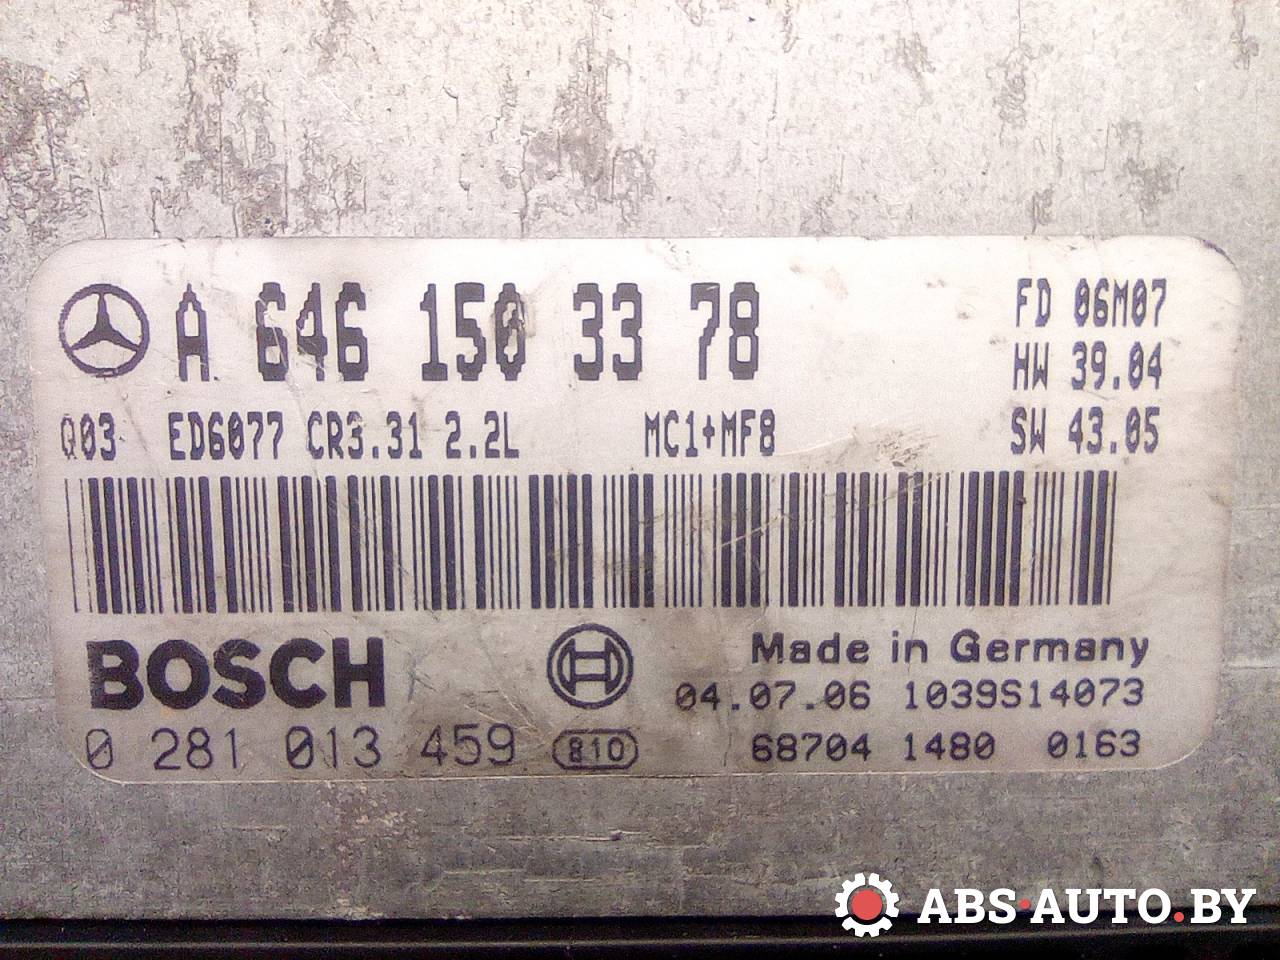 A 646 150 33 78
FD 06M07
HW 39.04
Q03 ED6077 CR3.31 2.2L MC1+MF8 SW 43.05
BOSCH
Made in Germany
04.07.06 1039S14073
0 281 013 459 810 68704 1480 0163
ABS·AUTO.BY